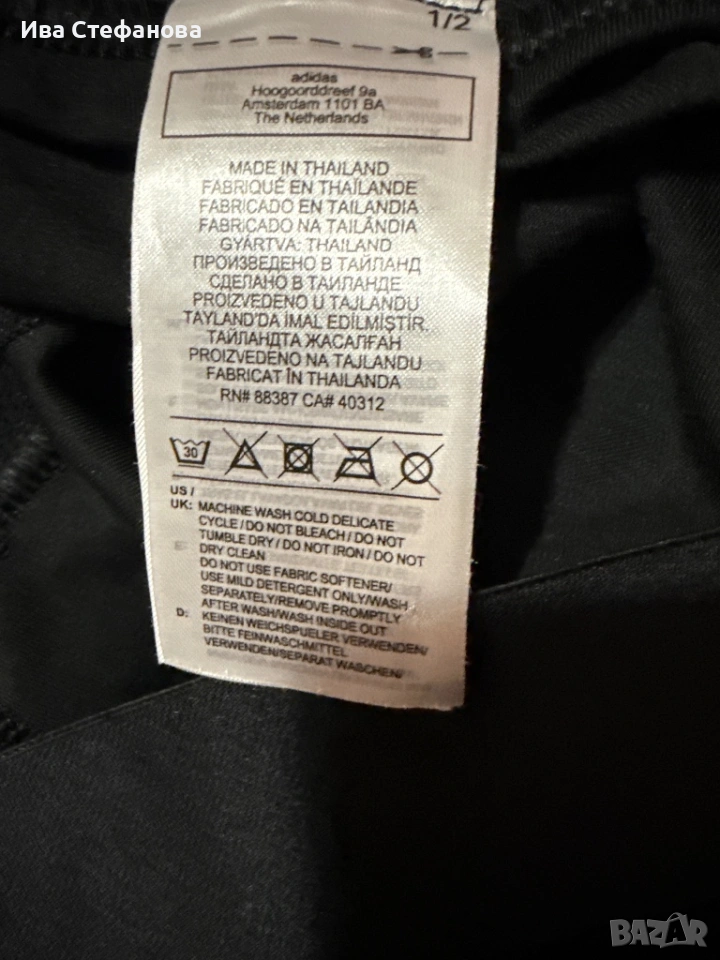 Ива Стефанова
1/2
adidas
Hoogoorddreef 9a
Amsterdam 1101 BA
The Netherlands
MADE IN THAILAND
FABRIQUÉ EN THAÏLANDE
FABRICADO EN TAILANDIA
FABRICADO NA TAILÂNDIA
GYÁRTVA: THAILAND
ПРОИЗВЕДЕНО В ТАЙЛАНД
СДЕЛАНО В ТАИЛАНДЕ
PROIZVEDENO U TAJLANDU
TAYLAND'DA IMAL EDİLMİŞTİR.
ТАЙЛАНДТА ЖАСАЛҒАН
PROIZVEDENO NA TAJLANDU
FABRICAT ÎN THAILANDA
RN# 88387 CA# 40312
30
US /
UK: MACHINE WASH COLD DELICATE
CYCLE / DO NOT BLEACH / DO NOT
TUMBLE DRY / DO NOT IRON / DO NOT
DRY CLEAN
DO NOT USE FABRIC SOFTENER/
USE MILD DETERGENT ONLY/WASH
SEPARATELY/REMOVE PROMPTLY
AFTER WASH/WASH INSIDE OUT
D: KEINEN WEICHSPUELER VERWENDEN/
BITTE FEINWASCHMITTEL
VERWENDEN/SEPARAT WASCHEN/
BAZAR